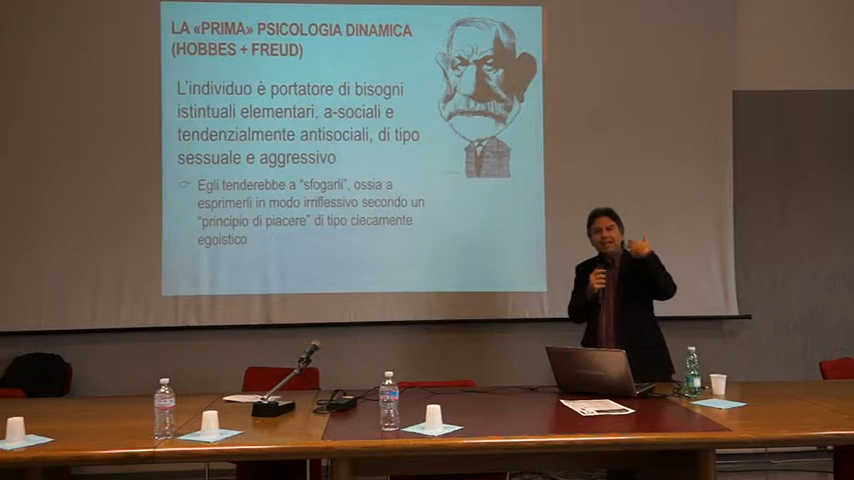 LA «PRIMA» PSICOLOGIA DINAMICA
(HOBBES + FREUD)
L'individuo è portatore di bisogni
istintuali elementari, a-sociali e
tendenzialmente antisociali, di tipo
sessuale e aggressivo
Egli tenderebbe a "sfogarli", ossia a
esprimerli in modo irriflessivo secondo un
"principio di piacere" di tipo ciecamente
egoistico